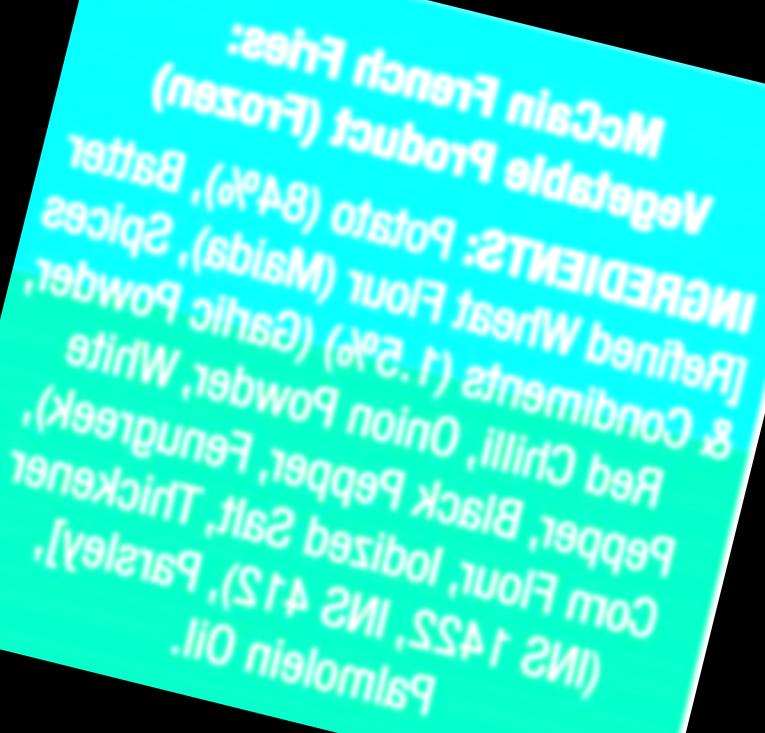 McCain French Fries:
Vegetable Product (Frozen)
INGREDIENTS: Potato (84%), Batter
[Refined Wheat Flour (Maida), Spices
& Condiments (1.5%) (Garlic Powder,
Red Chilli, Onion Powder, White
Pepper, Black Pepper, Fenugreek),
Corn Flour, Iodized Salt, Thickener
(INS 1422, INS 412), Parsley],
Palmolein Oil.